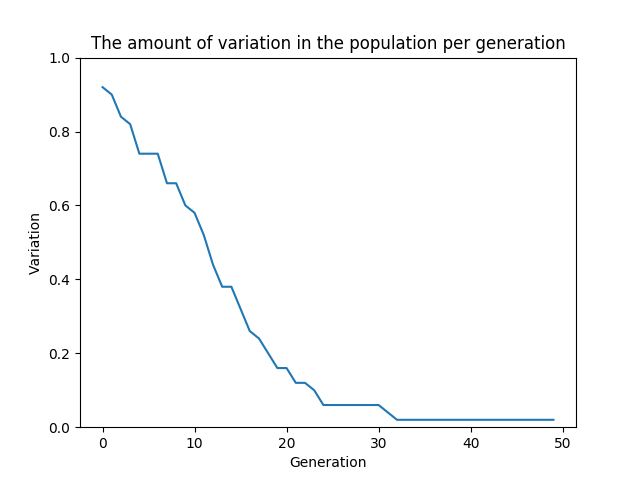 The amount of variation in the population per generation
1.0
0.8
0.6
0.4
0.2
0.0
Variation
0 10 20 30 40 50
Generation